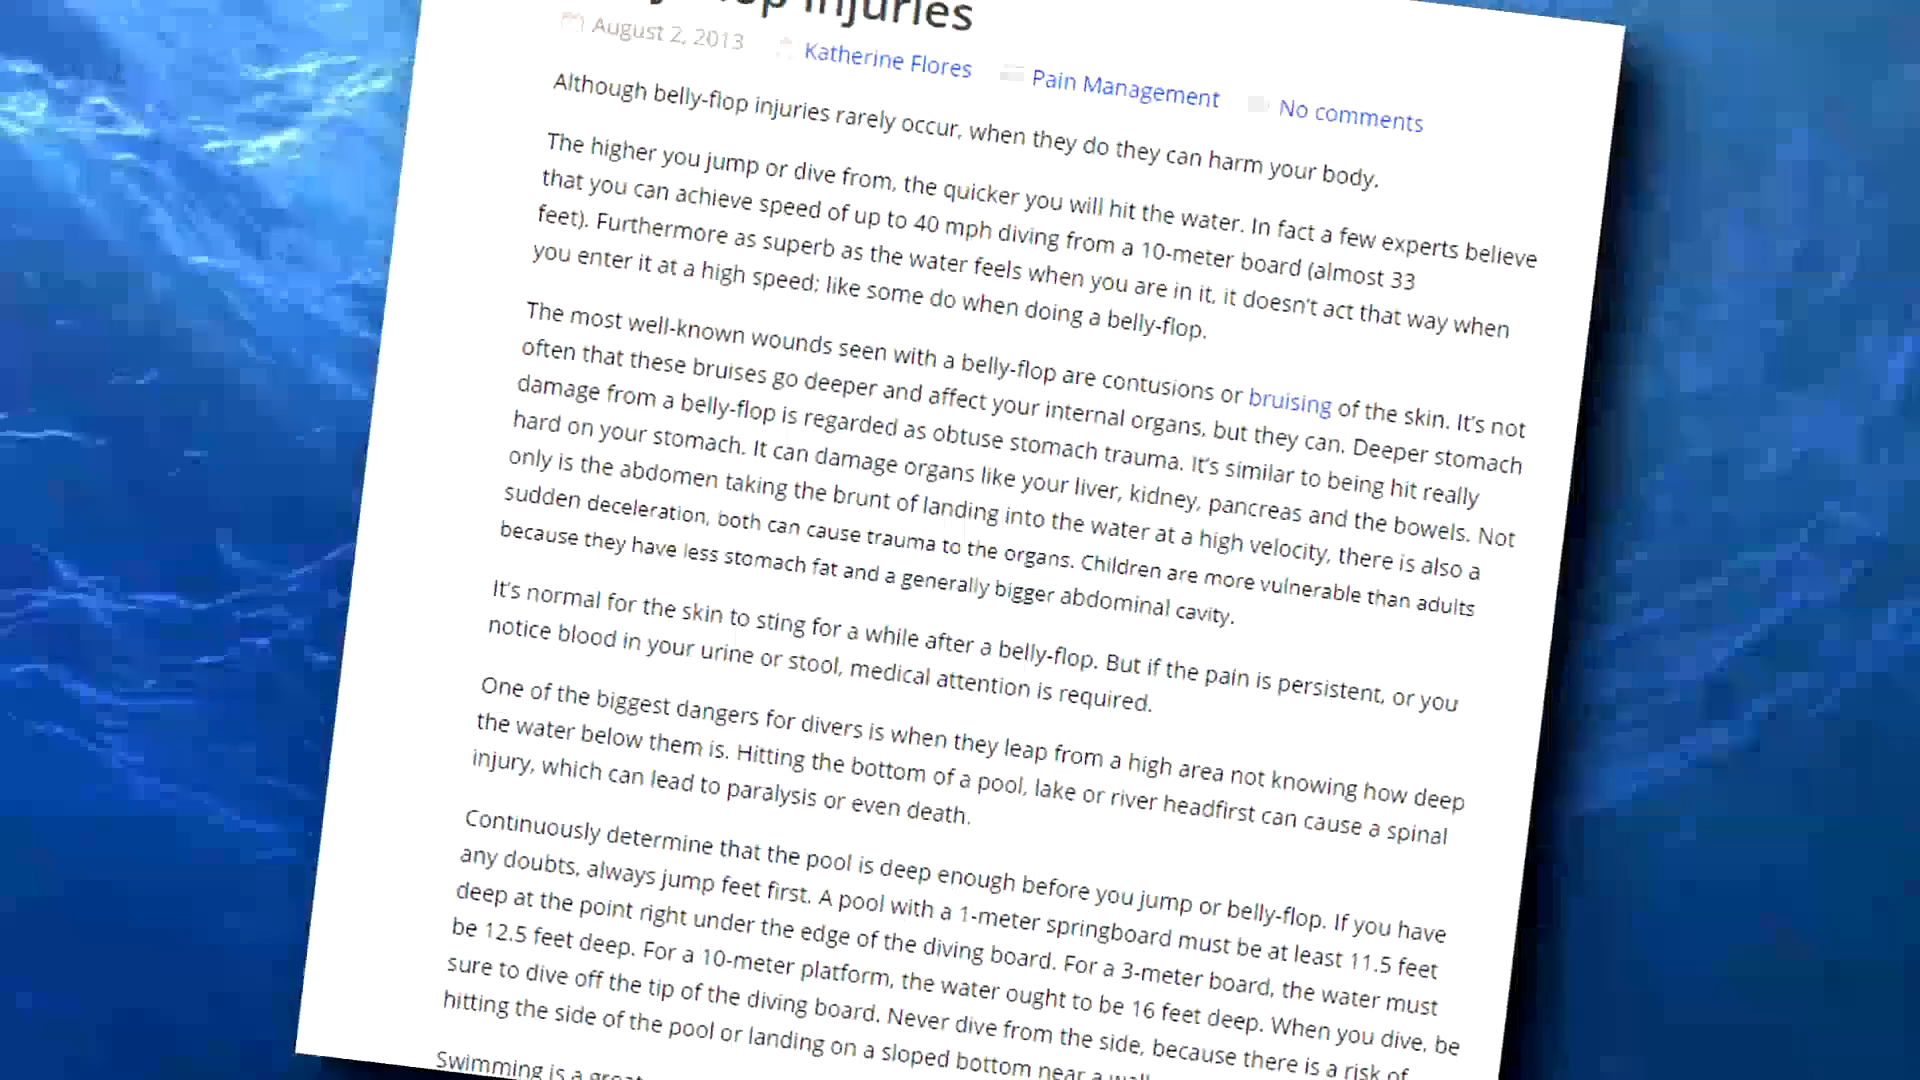 Injuries
August 2, 2013 Katherine Flores Pain Management No comments
Although belly-flop injuries rarely occur, when they do they can harm your body.
The higher you jump or dive from, the quicker you will hit the water. In fact a few experts believe
that you can achieve speed of up to 40 mph diving from a 10-meter board (almost 33
feet). Furthermore as superb as the water feels when you are in it, it doesn't act that way when
you enter it at a high speed; like some do when doing a belly-flop.
The most well-known wounds seen with a belly-flop are contusions or bruising of the skin. It's not
often that these bruises go deeper and affect your internal organs, but they can. Deeper stomach
damage from a belly-flop is regarded as obtuse stomach trauma. It's similar to being hit really
hard on your stomach. It can damage organs like your liver, kidney, pancreas and the bowels. Not
only is the abdomen taking the brunt of landing into the water at a high velocity, there is also a
sudden deceleration, both can cause trauma to the organs. Children are more vulnerable than adults
because they have less stomach fat and a generally bigger abdominal cavity.
It's normal for the skin to sting for a while after a belly-flop. But if the pain is persistent, or you
notice blood in your urine or stool, medical attention is required.
One of the biggest dangers for divers is when they leap from a high area not knowing how deep
the water below them is. Hitting the bottom of a pool, lake or river headfirst can cause a spinal
injury, which can lead to paralysis or even death.
Continuously determine that the pool is deep enough before you jump or belly-flop. If you have
any doubts, always jump feet first. A pool with a 1-meter springboard must be at least 11.5 feet
deep at the point right under the edge of the diving board. For a 3-meter board, the water must
be 12.5 feet deep. For a 10-meter platform, the water ought to be 16 feet deep. When you dive, be
sure to dive off the tip of the diving board. Never dive from the side, because there is a risk of
hitting the side of the pool or landing on a sloped bottom near a wall
Swimming is a great